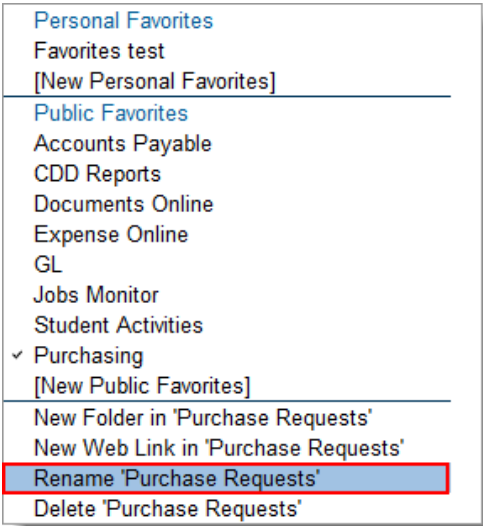 Personal Favorites
Favorites test
[New Personal Favorites]
Public Favorites
Accounts Payable
CDD Reports
Documents Online
Expense Online
GL
Jobs Monitor
Student Activities
✓ Purchasing
[New Public Favorites]
New Folder in 'Purchase Requests'
New Web Link in 'Purchase Requests'
Rename 'Purchase Requests'
Delete 'Purchase Requests'